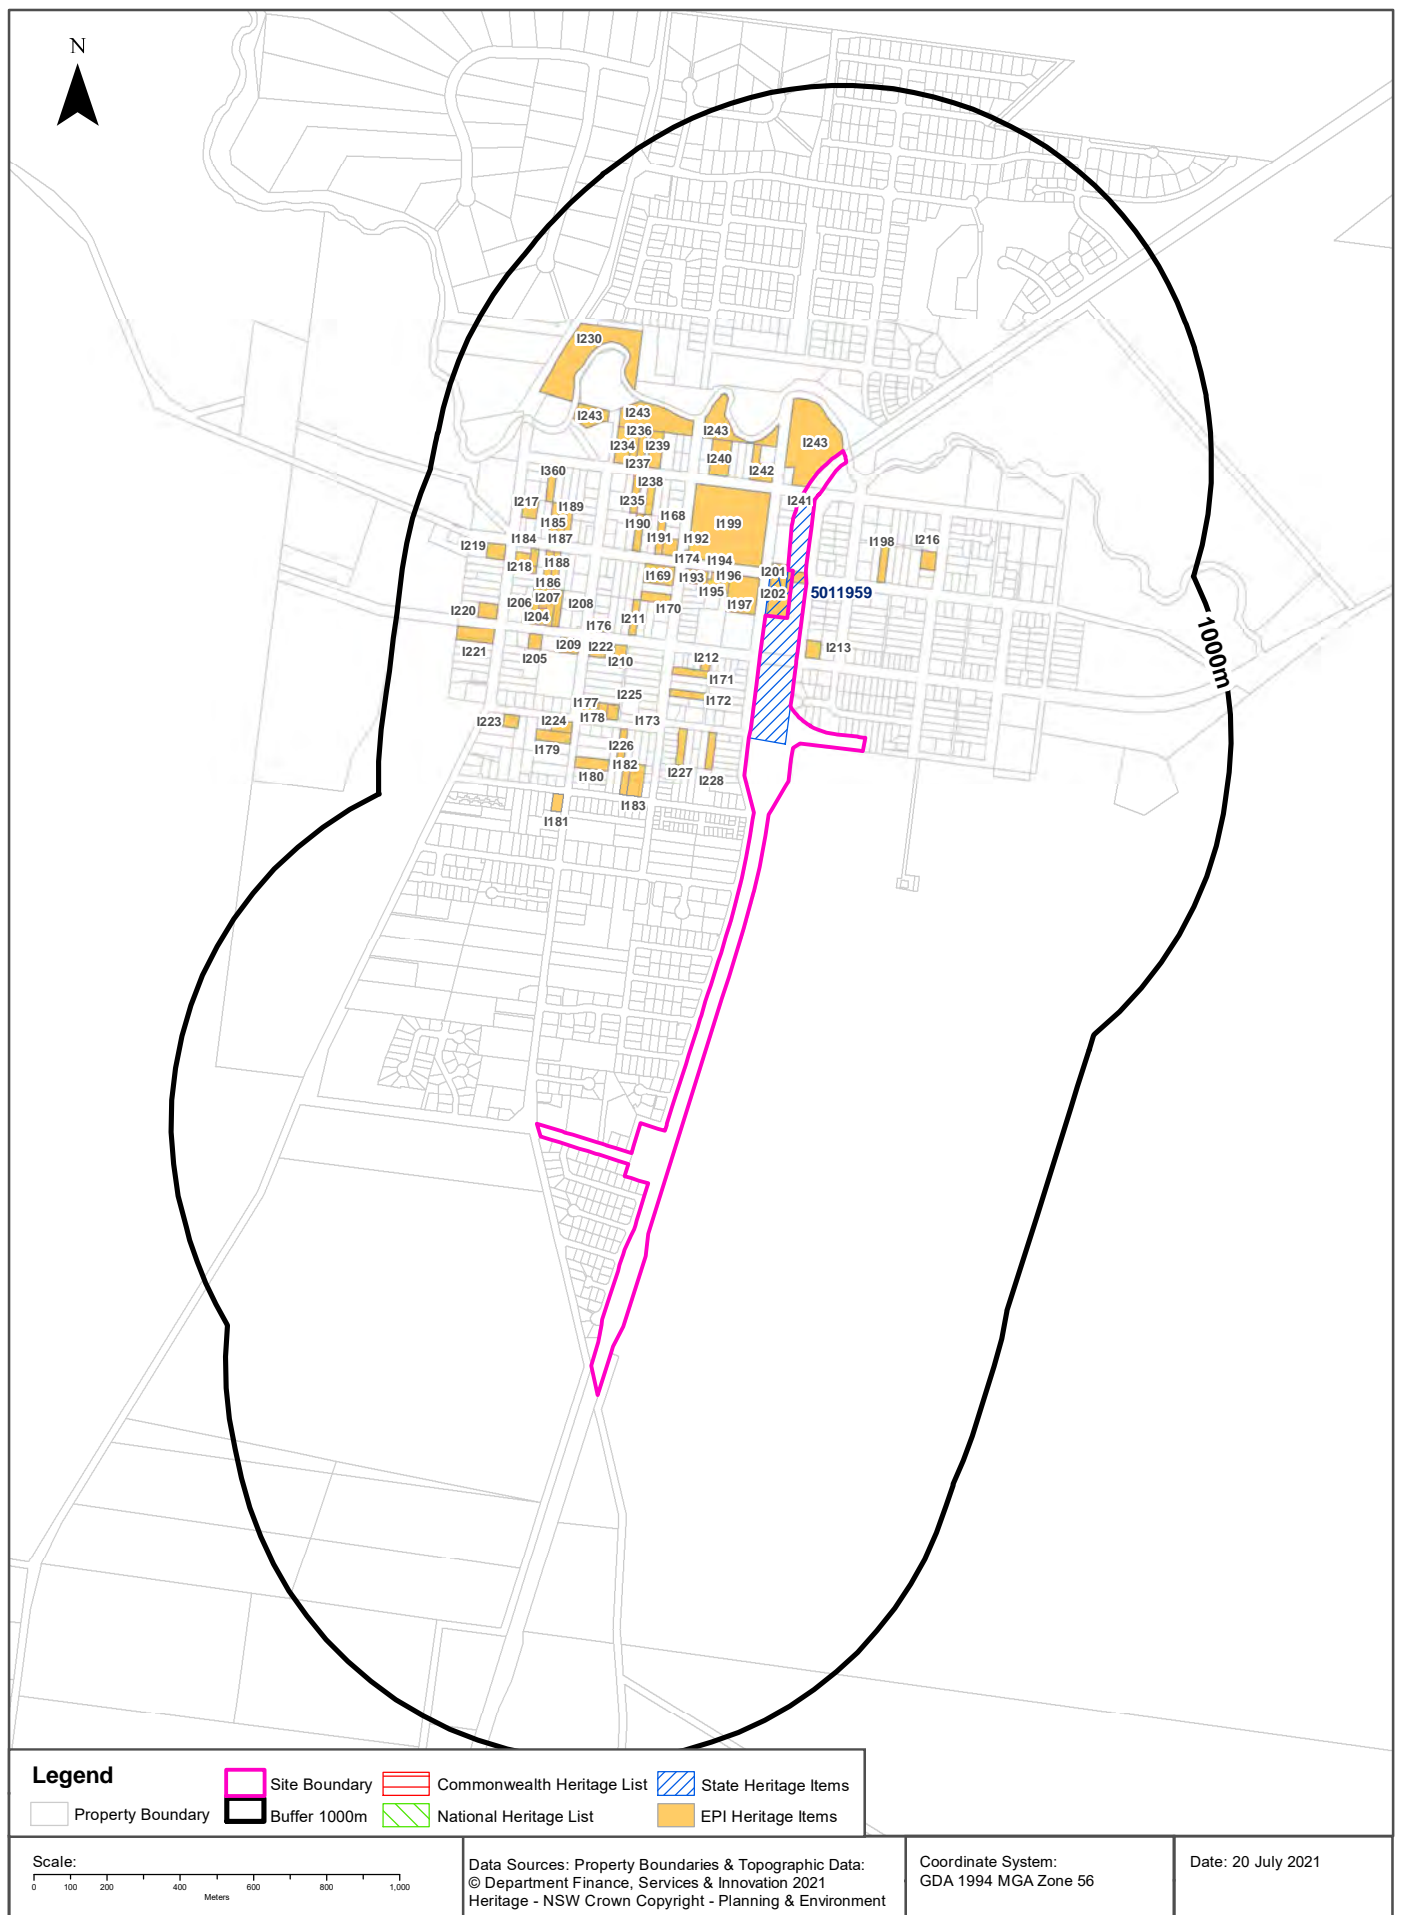 N
I230
I243
I243
I243
I243
I236
I234
I239
I240
I242
I237
I360
I238
I217
I189
I235
I168
I241
I185
I190
I199
I184
I187
I191
I192
I198
I216
I219
I218
I188
I174
I194
I201
I186
I169
I193
I196
I202
5011959
I206
I207
I208
I170
I195
I197
I220
I204
I176
I211
I221
I205
I209
I222
I210
I212
I213
I171
I177
I225
I172
I223
I224
I178
I173
I179
I226
I180
I182
I227
I228
I181
I183
1000m
Legend
Property Boundary
Site Boundary
Buffer 1000m
Commonwealth Heritage List
National Heritage List
State Heritage Items
EPI Heritage Items
Scale:
0 100 200 400 600 800 1,000
Meters
Data Sources: Property Boundaries & Topographic Data:
© Department Finance, Services & Innovation 2021
Heritage - NSW Crown Copyright - Planning & Environment
Coordinate System:
GDA 1994 MGA Zone 56
Date: 20 July 2021